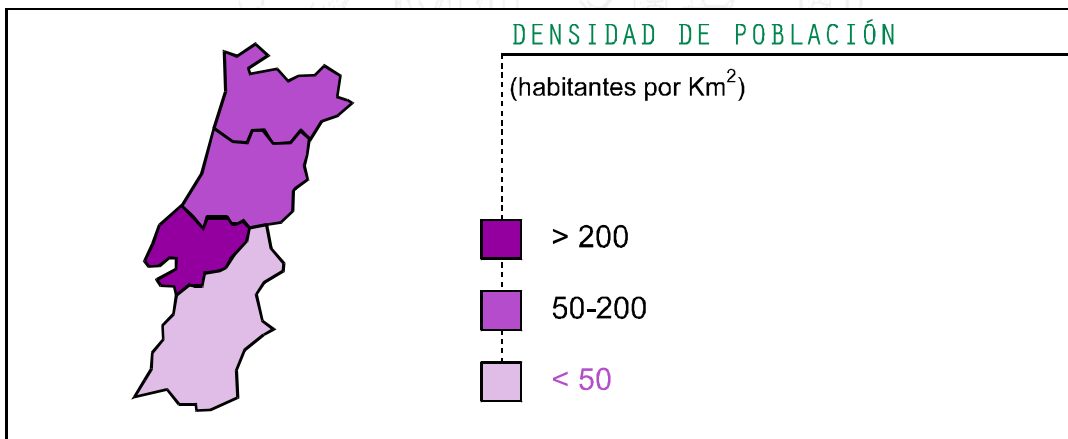 DENSIDAD DE POBLACIÓN
(habitantes por Km²)
> 200
50-200
< 50